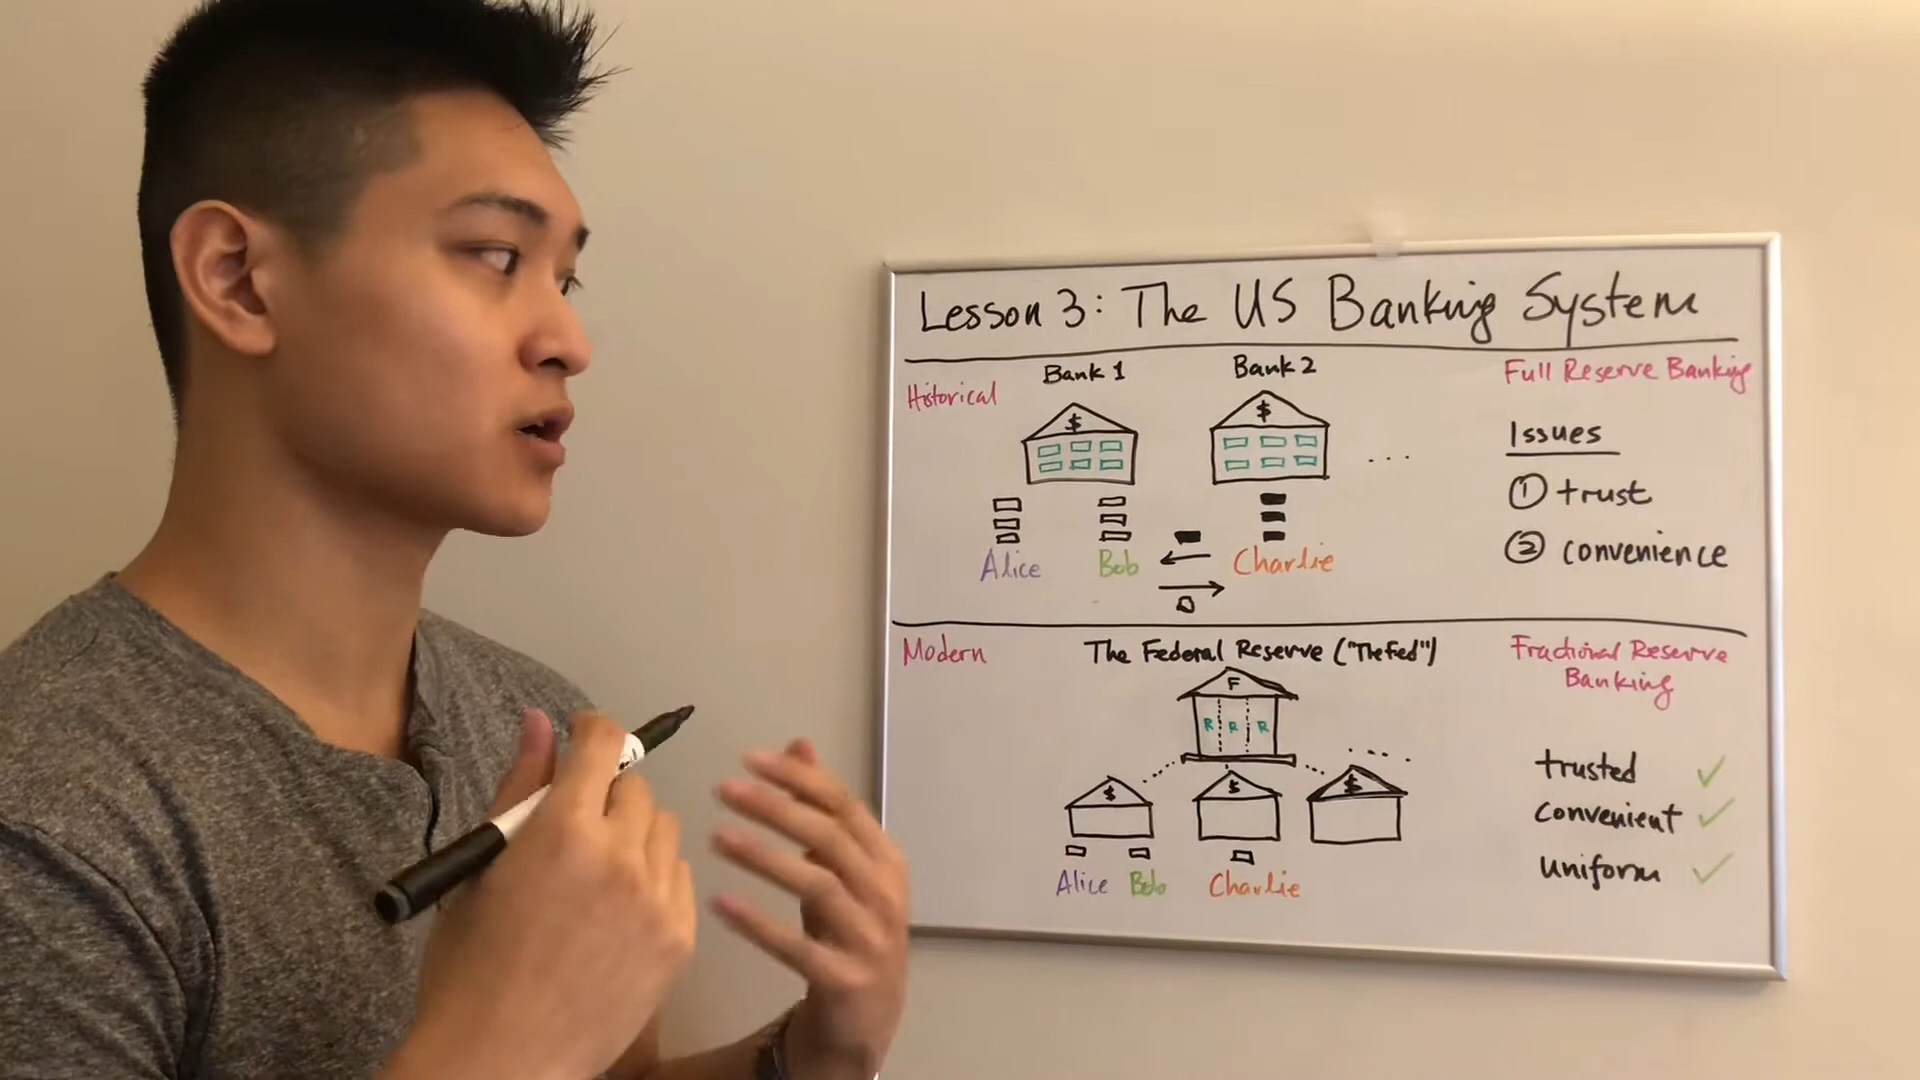 Lesson 3: The US Banking System
Historical
Bank 1
Bank 2
Full Reserve Banking
$
$
Issues
① trust
② convenience
...
Alice
Bob
Charlie
Modern
The Federal Reserve ("The Fed")
Fractional Reserve
Banking
F
R R R
$
$
$
trusted ✓
convenient ✓
uniform ✓
Alice
Bob
Charlie